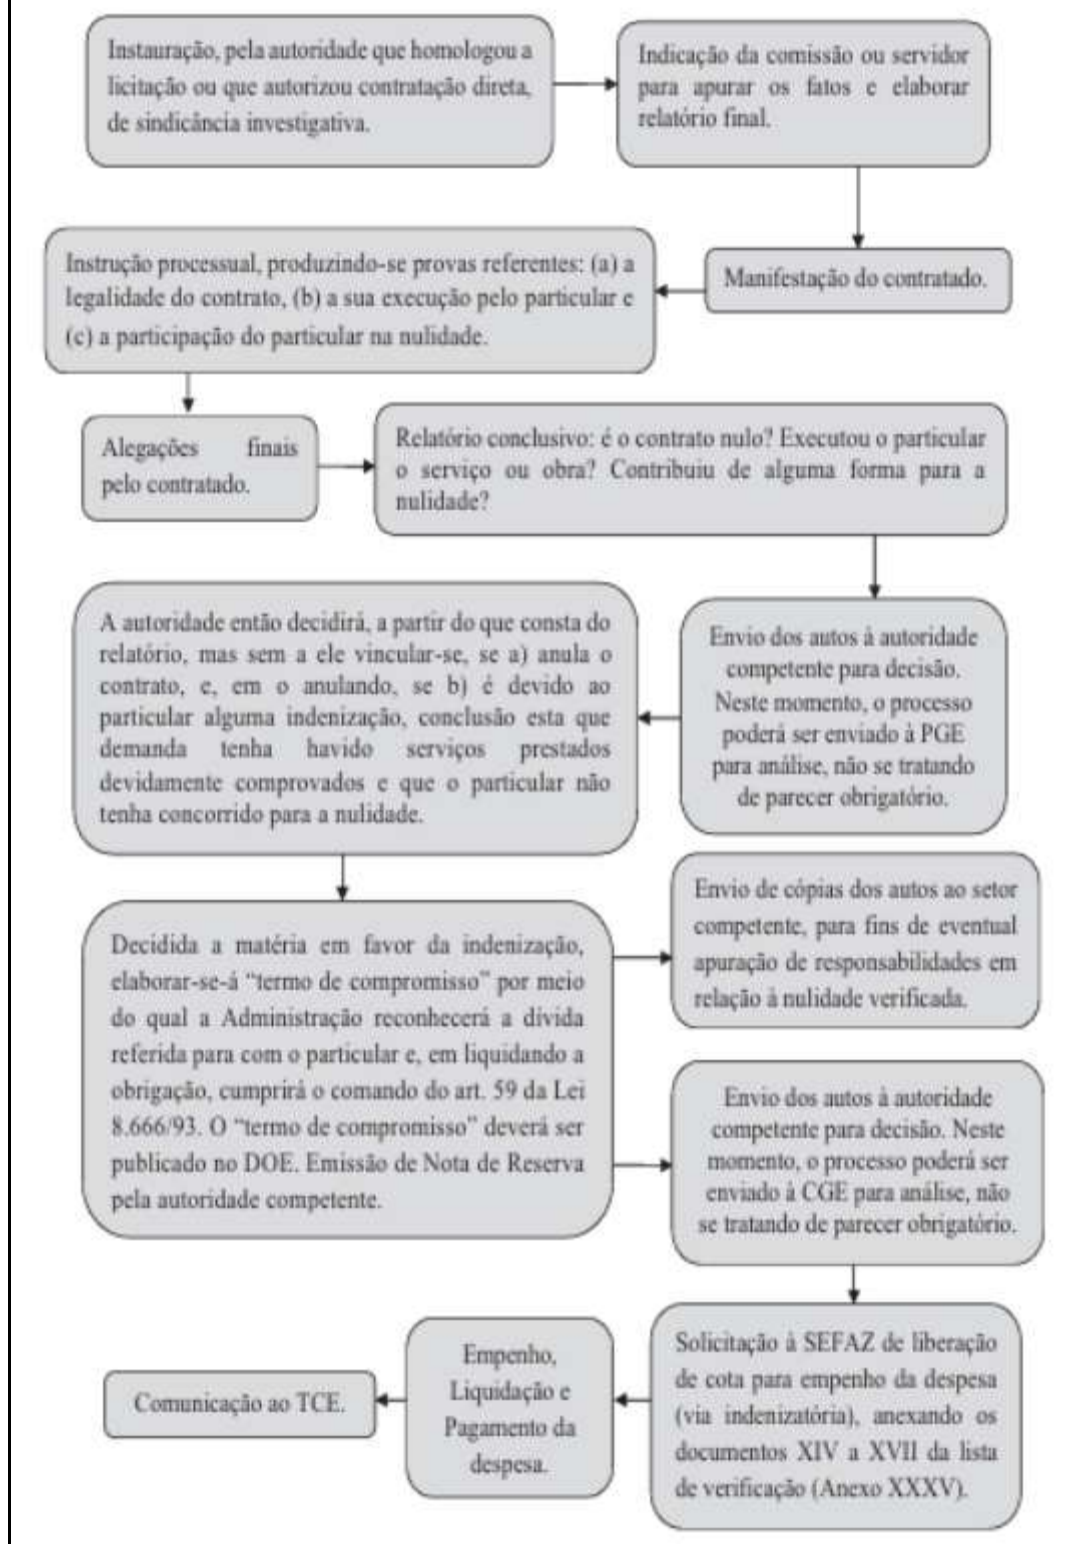 Instauração, pela autoridade que homologou a
licitação ou que autorizou contratação direta,
de sindicância investigativa.
Indicação da comissão ou servidor
para apurar os fatos e elaborar
relatório final.
Manifestação do contratado.
Instrução processual, produzindo-se provas referentes: (a) a
legalidade do contrato, (b) a sua execução pelo particular e
(c) a participação do particular na nulidade.
Alegações finais
pelo contratado.
Relatório conclusivo: é o contrato nulo? Executou o particular
o serviço ou obra? Contribuiu de alguma forma para a
nulidade?
Envio dos autos à autoridade
competente para decisão.
Neste momento, o processo
poderá ser enviado à PGE
para análise, não se tratando
de parecer obrigatório.
A autoridade então decidirá, a partir do que consta do
relatório, mas sem a ele vincular-se, se a) anula o
contrato, e, em o anulando, se b) é devido ao
particular alguma indenização, conclusão esta que
demanda tenha havido serviços prestados
devidamente comprovados e que o particular não
tenha concorrido para a nulidade.
Decidida a matéria em favor da indenização,
elaborar-se-á “termo de compromisso” por meio
do qual a Administração reconhecerá a dívida
referida para com o particular e, em liquidando a
obrigação, cumprirá o comando do art. 59 da Lei
8.666/93. O “termo de compromisso” deverá ser
publicado no DOE. Emissão de Nota de Reserva
pela autoridade competente.
Envio de cópias dos autos ao setor
competente, para fins de eventual
apuração de responsabilidades em
relação à nulidade verificada.
Envio dos autos à autoridade
competente para decisão. Neste
momento, o processo poderá ser
enviado à CGE para análise, não
se tratando de parecer obrigatório.
Solicitação à SEFAZ de liberação
de cota para empenho da despesa
(via indenizatória), anexando os
documentos XIV a XVII da lista
de verificação (Anexo XXXV).
Empenho,
Liquidação e
Pagamento da
despesa.
Comunicação ao TCE.